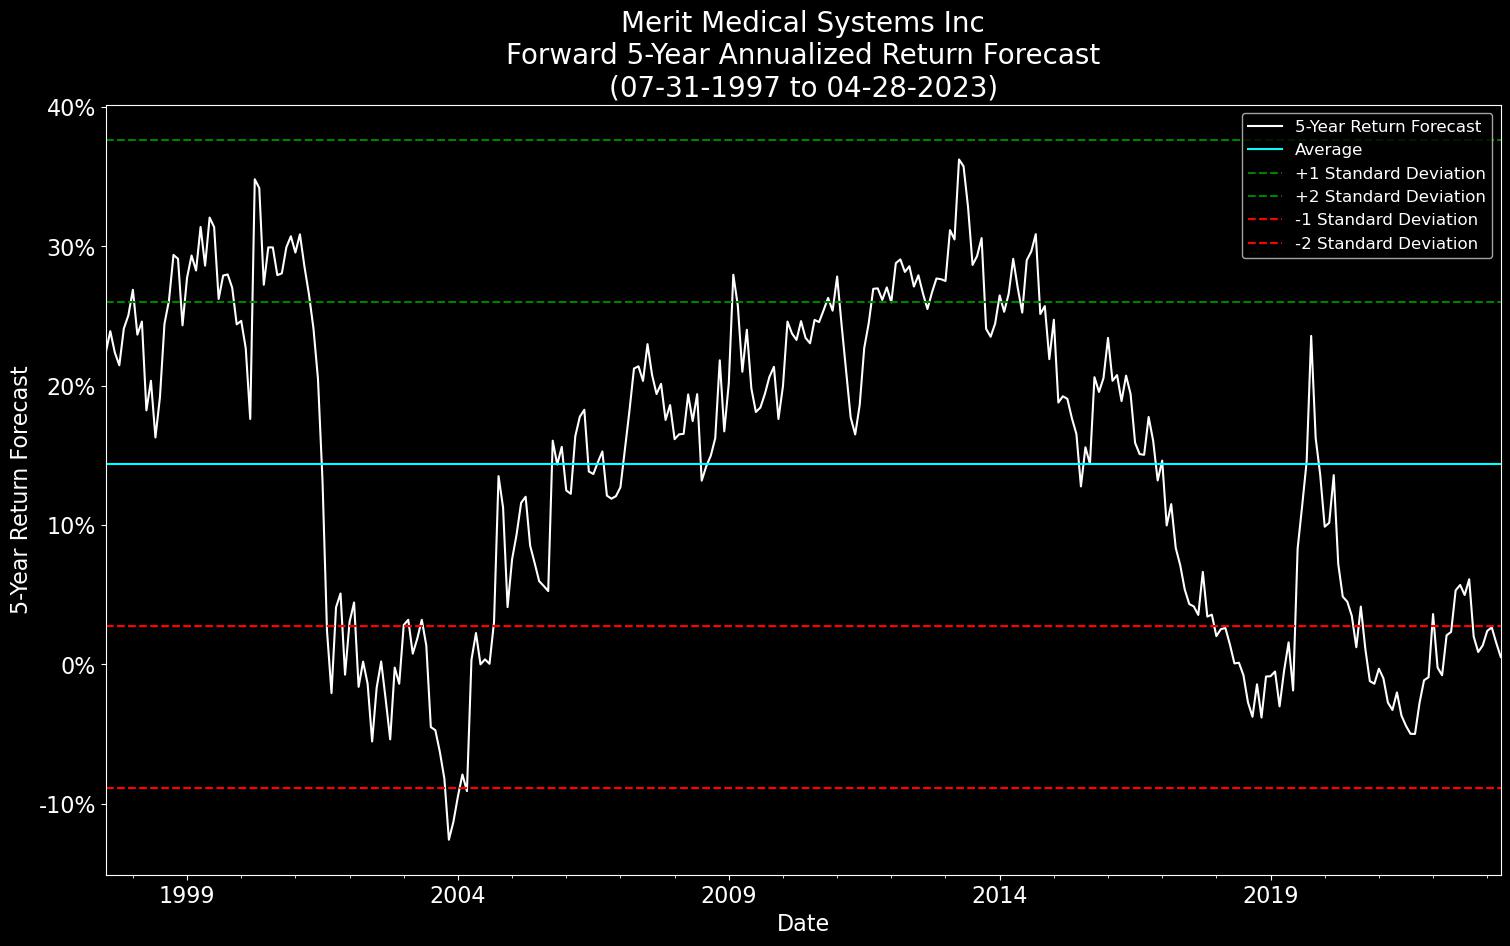 Merit Medical Systems Inc
Forward 5-Year Annualized Return Forecast
(07-31-1997 to 04-28-2023)
5-Year Return Forecast
40%
30%
20%
10%
0%
-10%
5-Year Return Forecast
Average
+1 Standard Deviation
+2 Standard Deviation
-1 Standard Deviation
-2 Standard Deviation
1999 2004 2009 2014 2019
Date